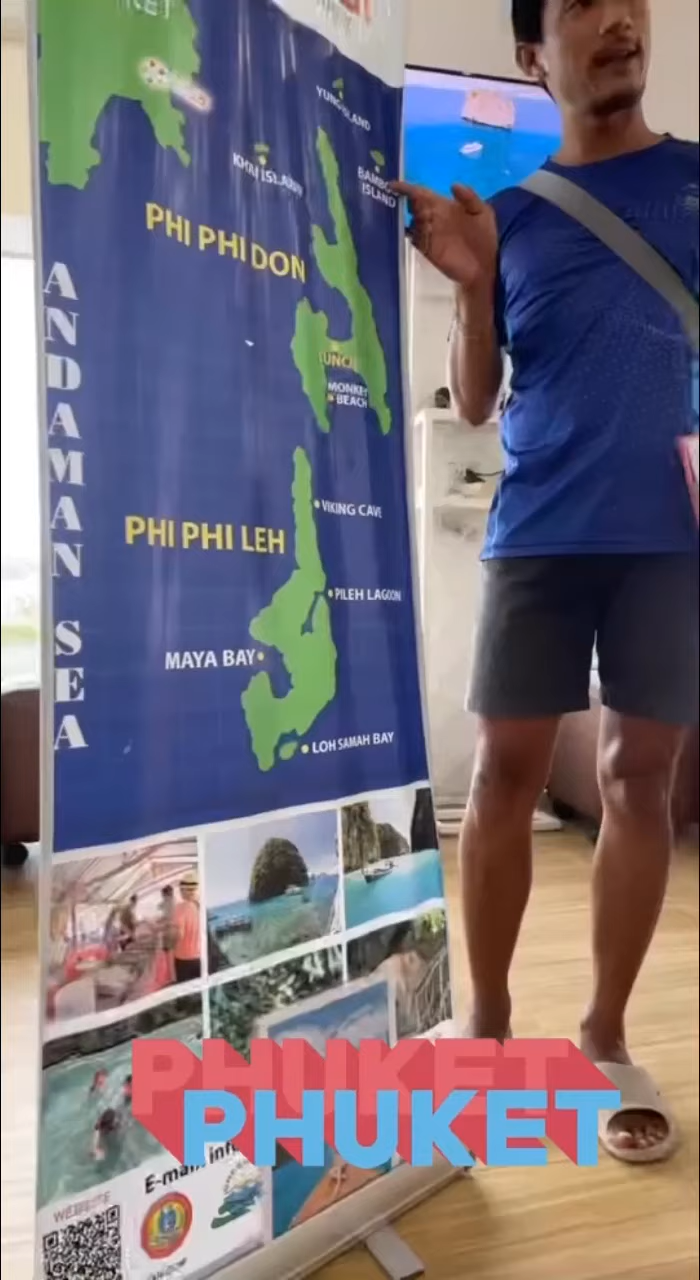 YUNG ISLAND
KHAI ISLAND
BAMBOO
ISLAND
PHI PHI DON
ANDAMAN SEA
MONKEY
BEACH
VIKING CAVE
PHI PHI LEH
PILEH LAGOON
MAYA BAY
LOH SAMAH BAY
PHUKET
PHUKET
WEBSITE